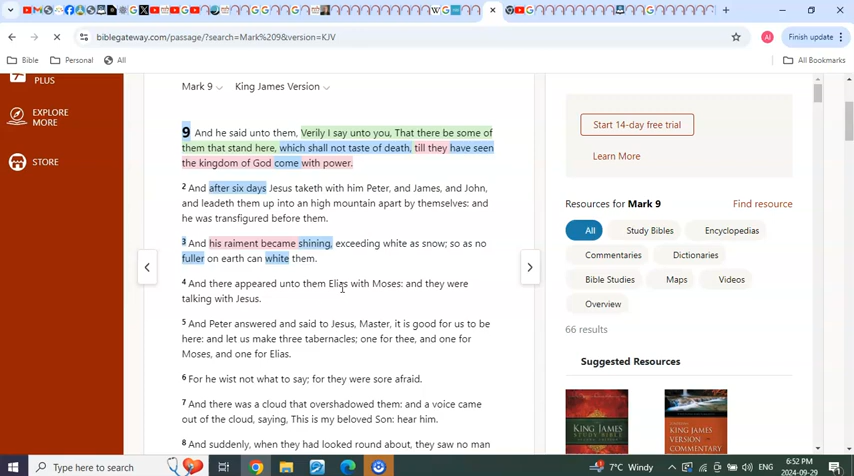 biblegateway.com/passage/?search=Mark%209&version=KJV
AI
Finish update
Bible
Personal
All
All Bookmarks
PLUS
EXPLORE
MORE
STORE
Mark 9 King James Version
9 And he said unto them, Verily I say unto you, That there be some of
them that stand here, which shall not taste of death, till they have seen
the kingdom of God come with power.
2 And after six days Jesus taketh with him Peter, and James, and John,
and leadeth them up into an high mountain apart by themselves: and
he was transfigured before them.
3 And his raiment became shining, exceeding white as snow; so as no
fuller on earth can white them.
4 And there appeared unto them Elias with Moses: and they were
talking with Jesus.
5 And Peter answered and said to Jesus, Master, it is good for us to be
here: and let us make three tabernacles; one for thee, and one for
Moses, and one for Elias.
6 For he wist not what to say; for they were sore afraid.
7 And there was a cloud that overshadowed them: and a voice came
out of the cloud, saying, This is my beloved Son: hear him.
8 And suddenly, when they had looked round about, they saw no man
Start 14-day free trial
Learn More
Resources for Mark 9
Find resource
All
Study Bibles
Encyclopedias
Commentaries
Dictionaries
Bible Studies
Maps
Videos
Overview
66 results
Suggested Resources
KING JAMES
STUDY BIBLE
KING JAMES
VERSION
COMMENTARY
Type here to search
7°C Windy
ENG
6:52 PM
2024-09-29